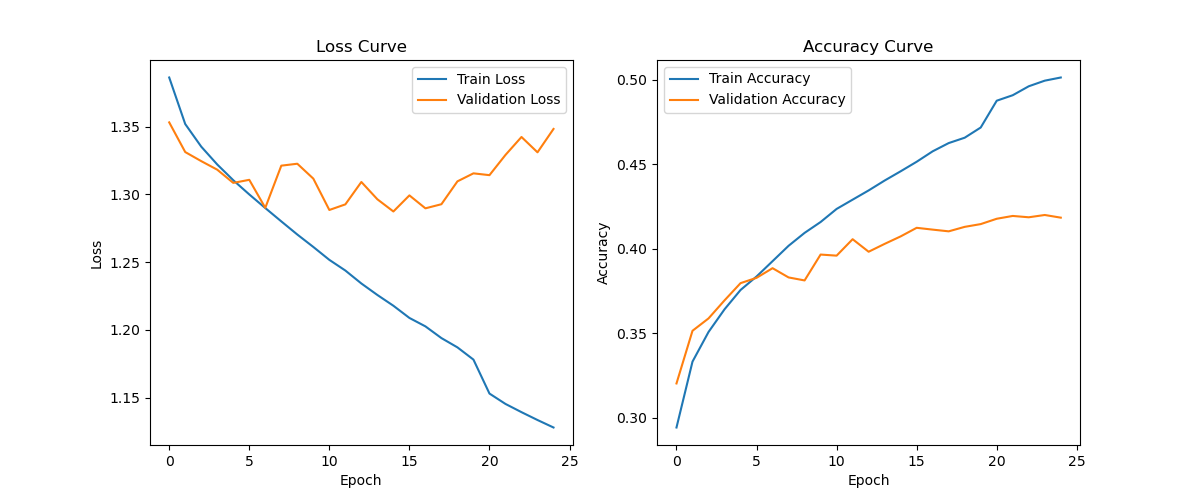 Loss Curve
Train Loss
Validation Loss
1.35
1.30
1.25
1.20
1.15
Loss
0
5
10
15
20
25
Epoch
Accuracy Curve
Train Accuracy
Validation Accuracy
0.50
0.45
0.40
0.35
0.30
Accuracy
0
5
10
15
20
25
Epoch